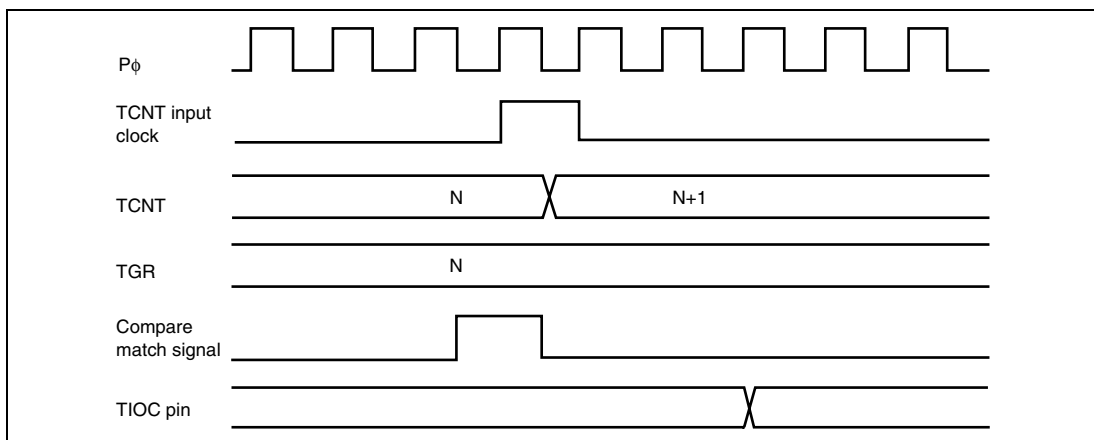 Pϕ
TCNT input
clock
TCNT
N
N+1
TGR
N
Compare
match signal
TIOC pin